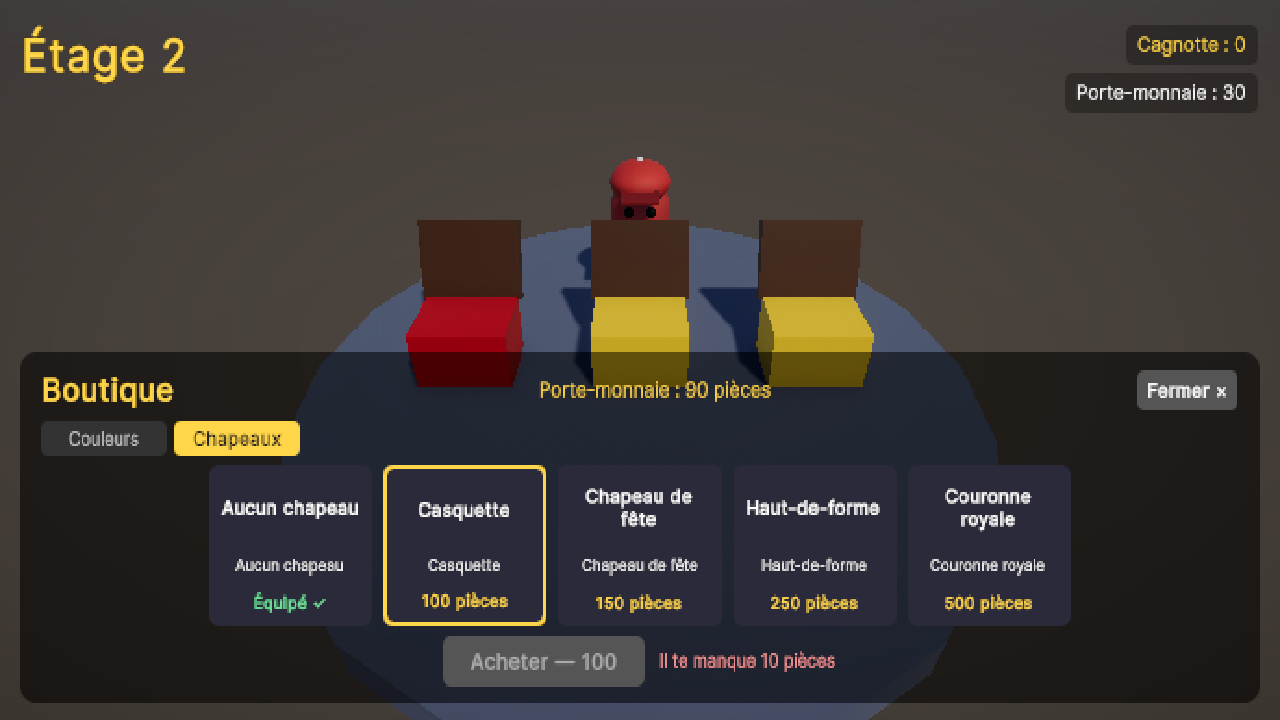 Étage 2
Cagnotte : 0
Porte-monnaie : 30
Boutique
Porte-monnaie : 90 pièces
Fermer ×
Couleurs
Chapeaux
Aucun chapeau
Aucun chapeau
Équipé ✓
Casquette
Casquette
100 pièces
Chapeau de
fête
Chapeau de fête
150 pièces
Haut-de-forme
Haut-de-forme
250 pièces
Couronne
royale
Couronne royale
500 pièces
Acheter — 100
Il te manque 10 pièces